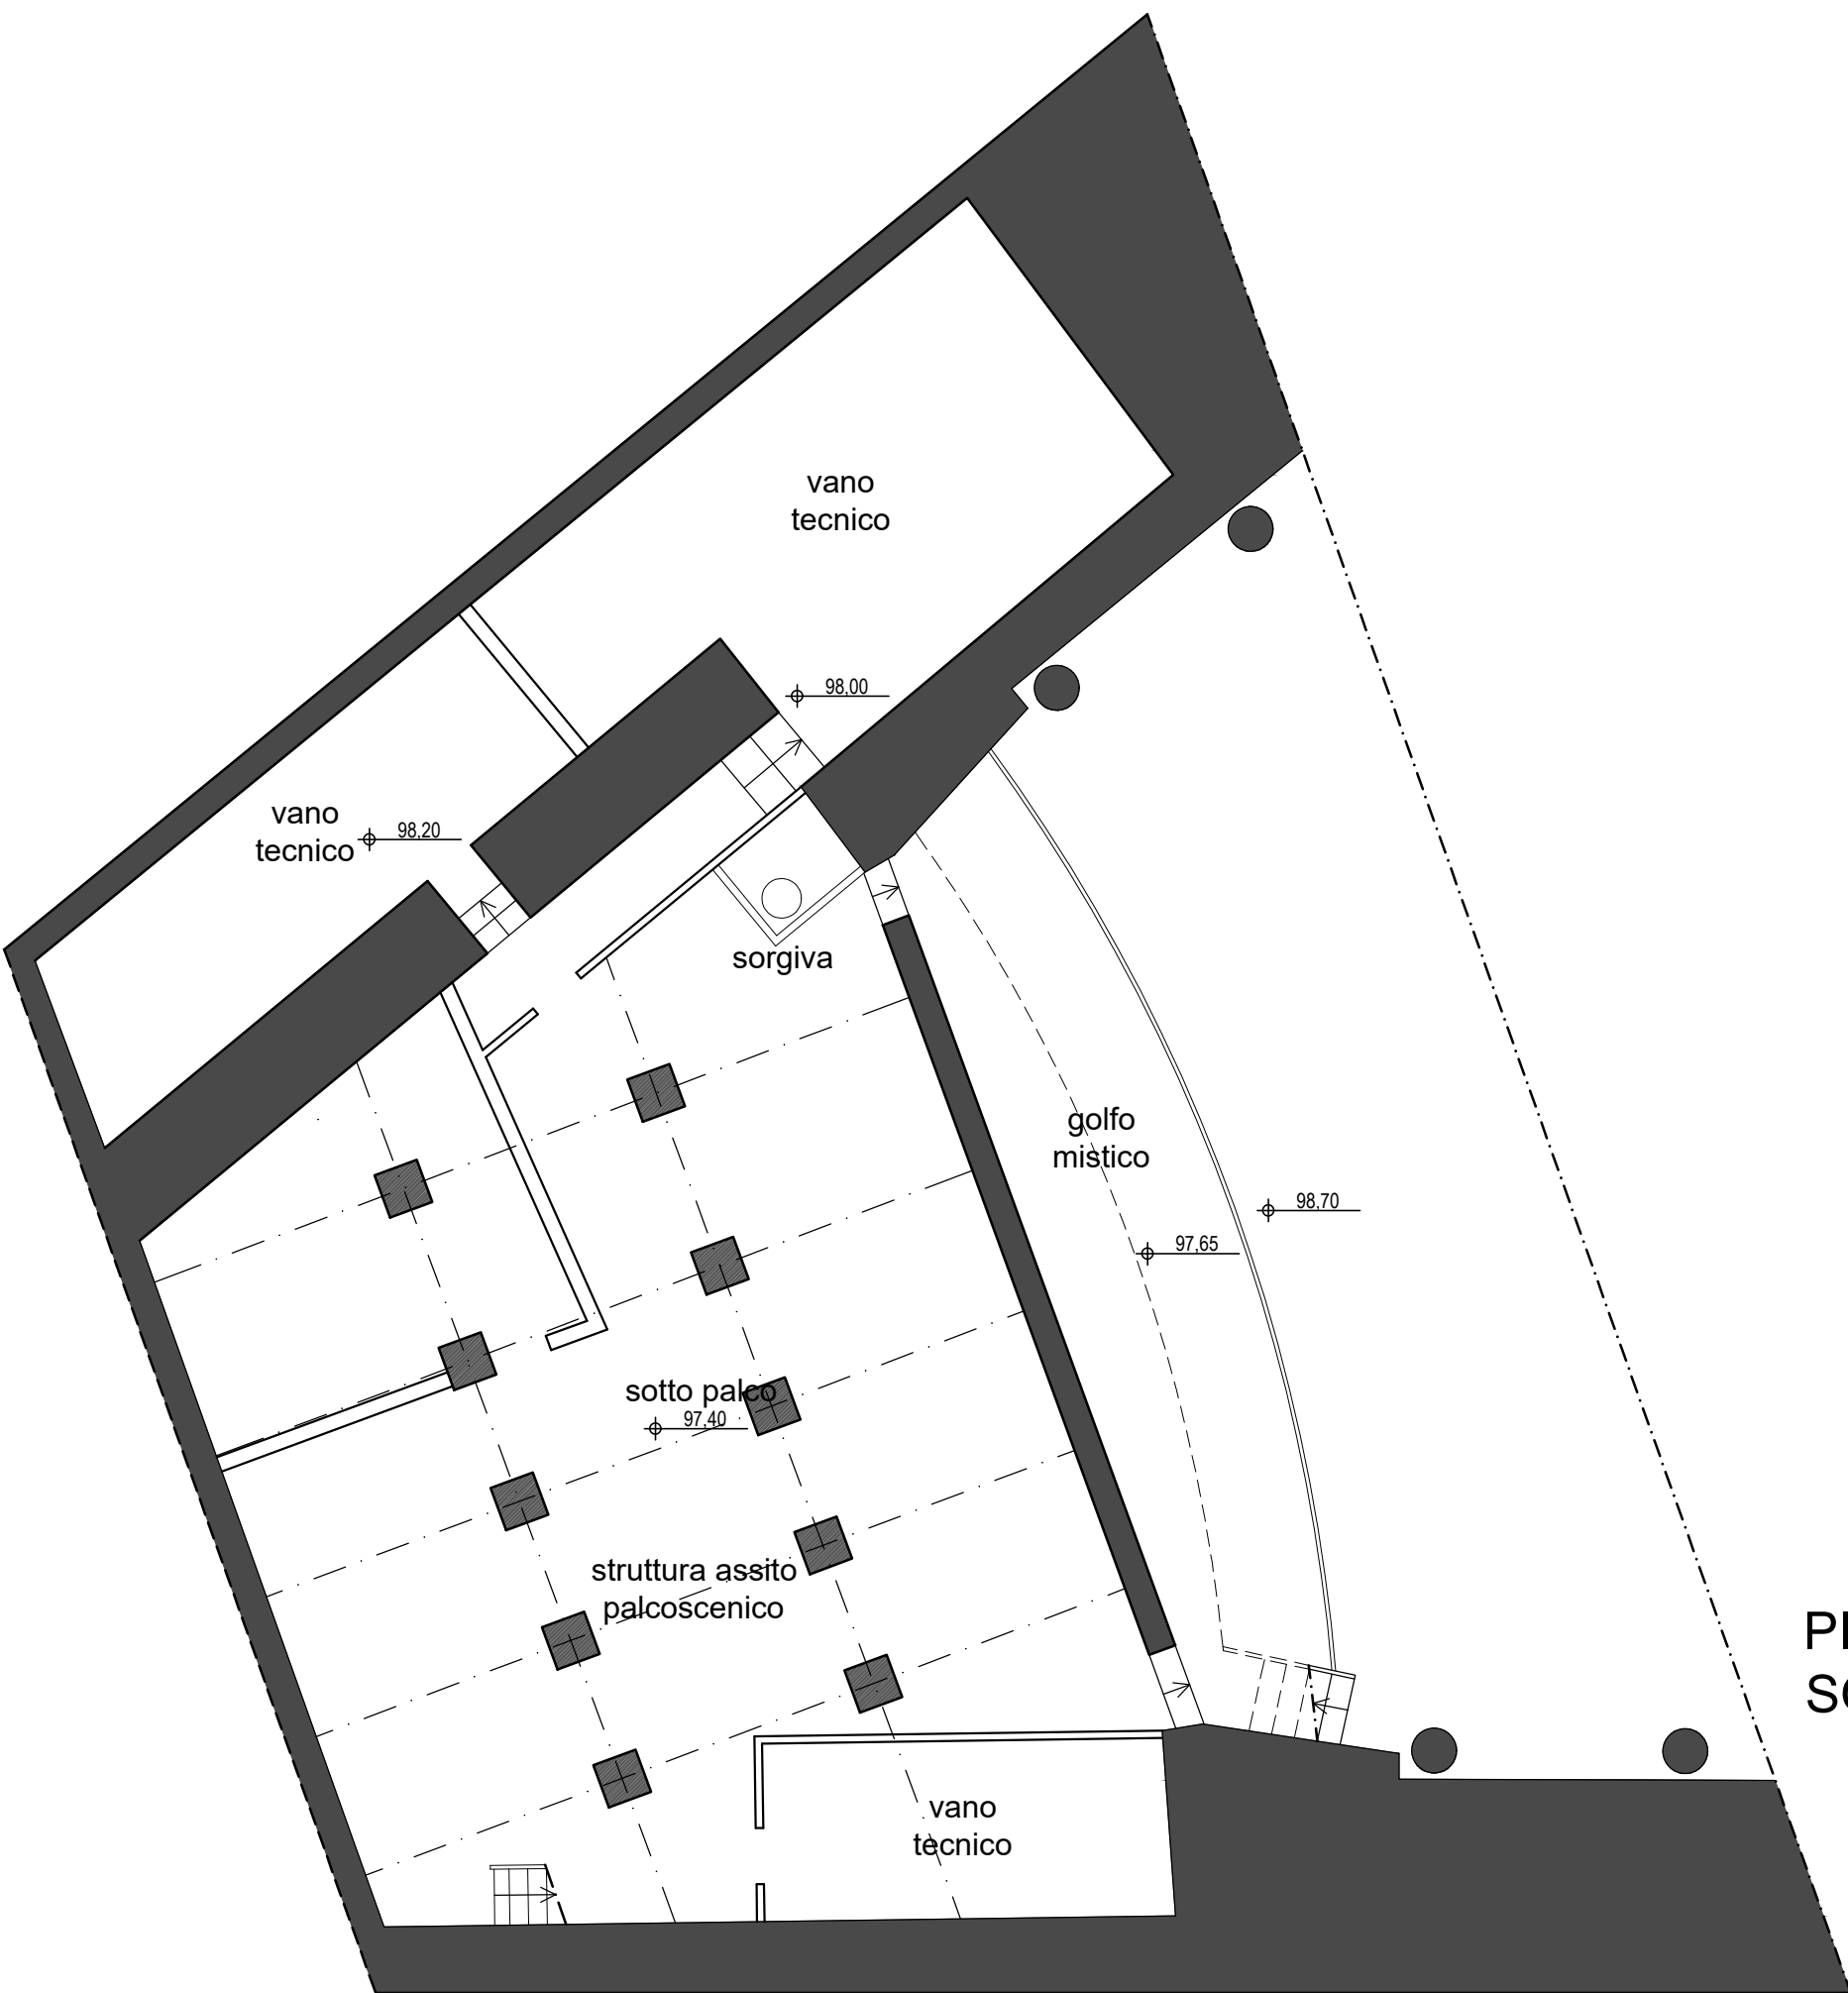 vano
tecnico
98,00
vano
tecnico
98,20
sorgiva
golfo
mistico
98,70
97,65
sotto palco
97,40
struttura assito
palcoscenico
vano
tecnico